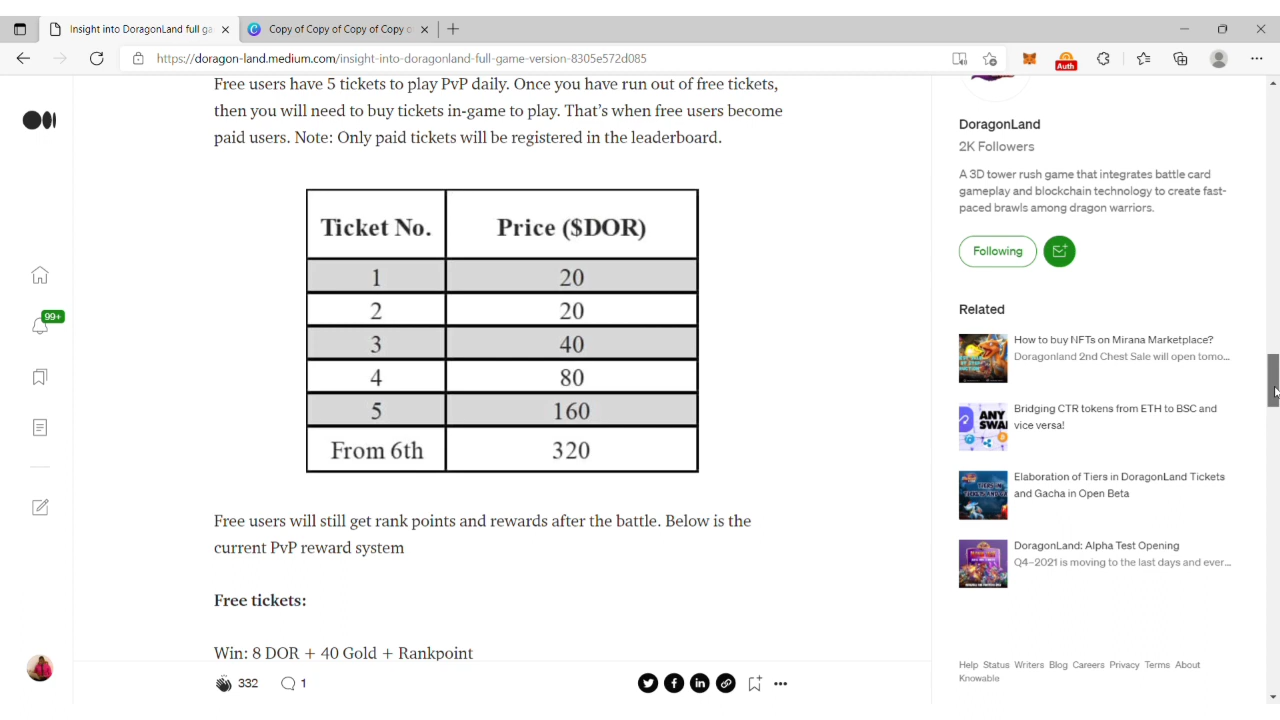 Insight into DoragonLand full ga
Copy of Copy of Copy of Copy o
https://doragon-land.medium.com/insight-into-doragonland-full-game-version-8305e572d085
Auth
Free users have 5 tickets to play PvP daily. Once you have run out of free tickets,
then you will need to buy tickets in-game to play. That’s when free users become
paid users. Note: Only paid tickets will be registered in the leaderboard.
Ticket No. Price ($DOR)
1 20
2 20
3 40
4 80
5 160
From 6th 320
Free users will still get rank points and rewards after the battle. Below is the
current PvP reward system
Free tickets:
Win: 8 DOR + 40 Gold + Rankpoint
332 1
99+
DoragonLand
2K Followers
A 3D tower rush game that integrates battle card
gameplay and blockchain technology to create fast-
paced brawls among dragon warriors.
Following
Related
How to buy NFTs on Mirana Marketplace?
Doragonland 2nd Chest Sale will open tomo...
ANY
SWA
Bridging CTR tokens from ETH to BSC and
vice versa!
Elaboration of Tiers in DoragonLand Tickets
and Gacha in Open Beta
DoragonLand: Alpha Test Opening
Q4–2021 is moving to the last days and ever...
Help Status Writers Blog Careers Privacy Terms About
Knowable